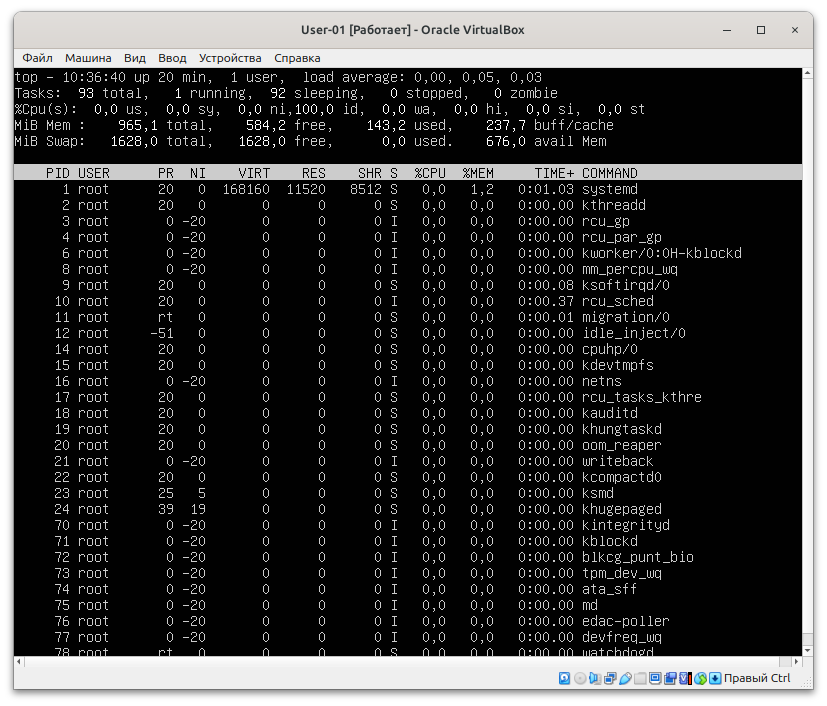 User-01 [Работает] - Oracle VirtualBox
Файл Машина Вид Ввод Устройства Справка
top - 10:36:40 up 20 min,  1 user,  load average: 0,00, 0,05, 0,03
Tasks:  93 total,   1 running,  92 sleeping,   0 stopped,   0 zombie
%Cpu(s):  0,0 us,  0,0 sy,  0,0 ni,100,0 id,  0,0 wa,  0,0 hi,  0,0 si,  0,0 st
MiB Mem :    965,1 total,    584,2 free,    143,2 used,    237,7 buff/cache
MiB Swap:   1628,0 total,   1628,0 free,      0,0 used.    676,0 avail Mem
PID USER PR NI VIRT RES SHR S %CPU %MEM TIME+ COMMAND
1 root 20 0 168160 11520 8512 S 0,0 1,2 0:01.03 systemd
2 root 20 0 0 0 0 S 0,0 0,0 0:00.00 kthreadd
3 root 0 -20 0 0 0 I 0,0 0,0 0:00.00 rcu_gp
4 root 0 -20 0 0 0 I 0,0 0,0 0:00.00 rcu_par_gp
6 root 0 -20 0 0 0 I 0,0 0,0 0:00.00 kworker/0:0H-kblockd
8 root 0 -20 0 0 0 I 0,0 0,0 0:00.00 mm_percpu_wq
9 root 20 0 0 0 0 S 0,0 0,0 0:00.08 ksoftirqd/0
10 root 20 0 0 0 0 I 0,0 0,0 0:00.37 rcu_sched
11 root rt 0 0 0 0 S 0,0 0,0 0:00.01 migration/0
12 root -51 0 0 0 0 S 0,0 0,0 0:00.00 idle_inject/0
14 root 20 0 0 0 0 S 0,0 0,0 0:00.00 cpuhp/0
15 root 20 0 0 0 0 S 0,0 0,0 0:00.00 kdevtmpfs
16 root 0 -20 0 0 0 I 0,0 0,0 0:00.00 netns
17 root 20 0 0 0 0 S 0,0 0,0 0:00.00 rcu_tasks_kthre
18 root 20 0 0 0 0 S 0,0 0,0 0:00.00 kauditd
19 root 20 0 0 0 0 S 0,0 0,0 0:00.00 khungtaskd
20 root 20 0 0 0 0 S 0,0 0,0 0:00.00 oom_reaper
21 root 0 -20 0 0 0 I 0,0 0,0 0:00.00 writeback
22 root 20 0 0 0 0 S 0,0 0,0 0:00.00 kcompactd0
23 root 25 5 0 0 0 S 0,0 0,0 0:00.00 ksmd
24 root 39 19 0 0 0 S 0,0 0,0 0:00.00 khugepaged
70 root 0 -20 0 0 0 I 0,0 0,0 0:00.00 kintegrityd
71 root 0 -20 0 0 0 I 0,0 0,0 0:00.00 kblockd
72 root 0 -20 0 0 0 I 0,0 0,0 0:00.00 blkcg_punt_bio
73 root 0 -20 0 0 0 I 0,0 0,0 0:00.00 tpm_dev_wq
74 root 0 -20 0 0 0 I 0,0 0,0 0:00.00 ata_sff
75 root 0 -20 0 0 0 I 0,0 0,0 0:00.00 md
76 root 0 -20 0 0 0 I 0,0 0,0 0:00.00 edac-poller
77 root 0 -20 0 0 0 I 0,0 0,0 0:00.00 devfreq_wq
78 root rt 0 0 0 0 S 0,0 0,0 0:00.00 watchdogd
Правый Ctrl